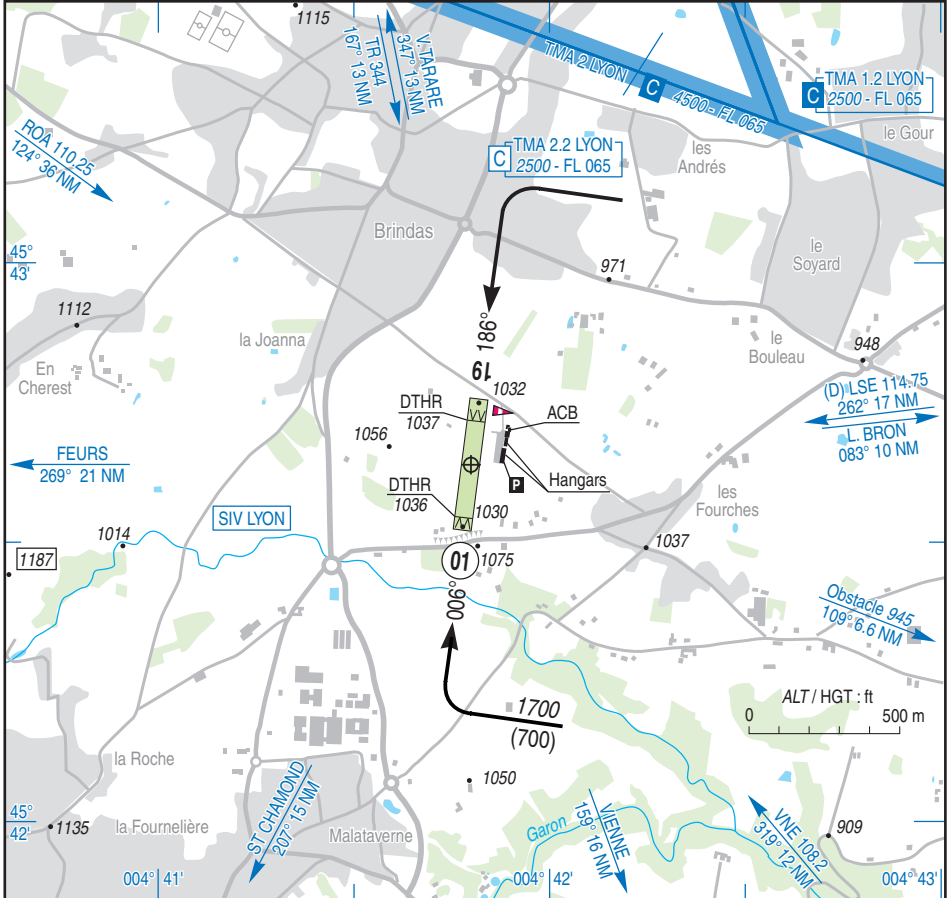 1115
TR 344
167° 13 NM
V. TARARE
347° 13 NM
TMA 2 LYON
C
4500 - FL 065
C
TMA 1.2 LYON
2500 - FL 065
le Gour
ROA 110.25
124° 36 NM
C
TMA 2.2 LYON
2500 - FL 065
les
Andrés
Brindas
le
Soyard
45°
43'
971
1112
186°
la Joanna
le
Bouleau
948
En
Cherest
19
1032
DTHR
1037
ACB
(D) LSE 114.75
262° 17 NM
L. BRON
083° 10 NM
1056
FEURS
269° 21 NM
P
Hangars
DTHR
1036
1030
les
Fourches
SIV LYON
1014
1187
01
1075
1037
006°
Obstacle 945
109° 6.6 NM
ALT / HGT : ft
0
500 m
1700
(700)
la Roche
1050
ST CHAMOND
207° 15 NM
45°
42'
1135
la Fournelière
Malataverne
Garon
VIENNE
159° 16 NM
VNE 108.2
319° 12 NM
909
004° 41'
004° 42'
004° 43'